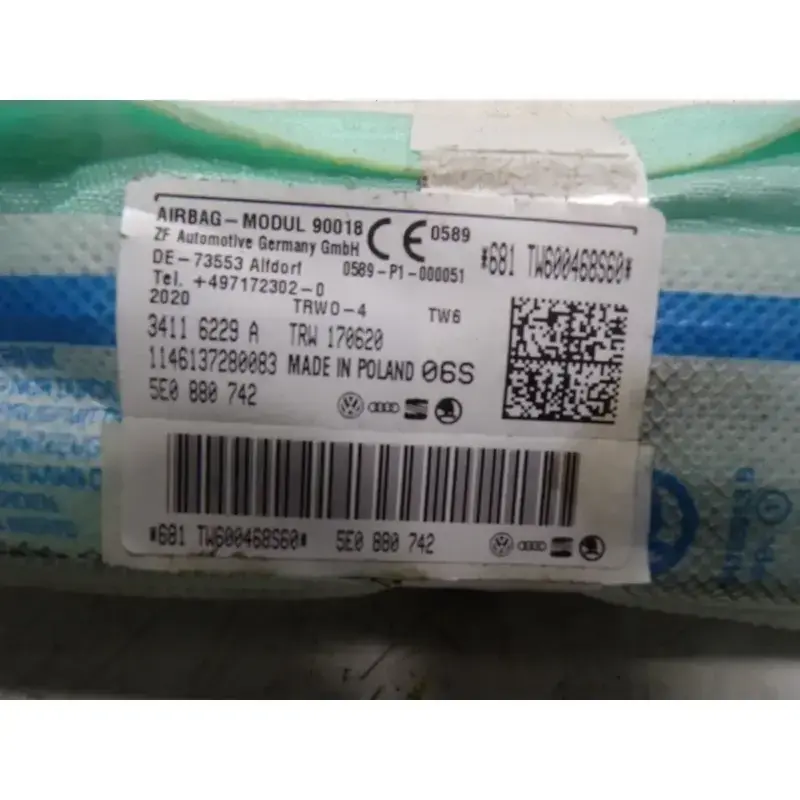 AIRBAG-MODUL 90018
ZF Automotive Germany GmbH
CE 0589
DE-73553 Alfdorf 0589-P1-000051
*681 TW600468S60*
Tel. +497172302-0
2020 TRWO-4 TW6
3411 6229 A TRW 170620
1146137280083 MADE IN POLAND 06S
5E0 880 742
*681 TW600468S60* 5E0 880 742